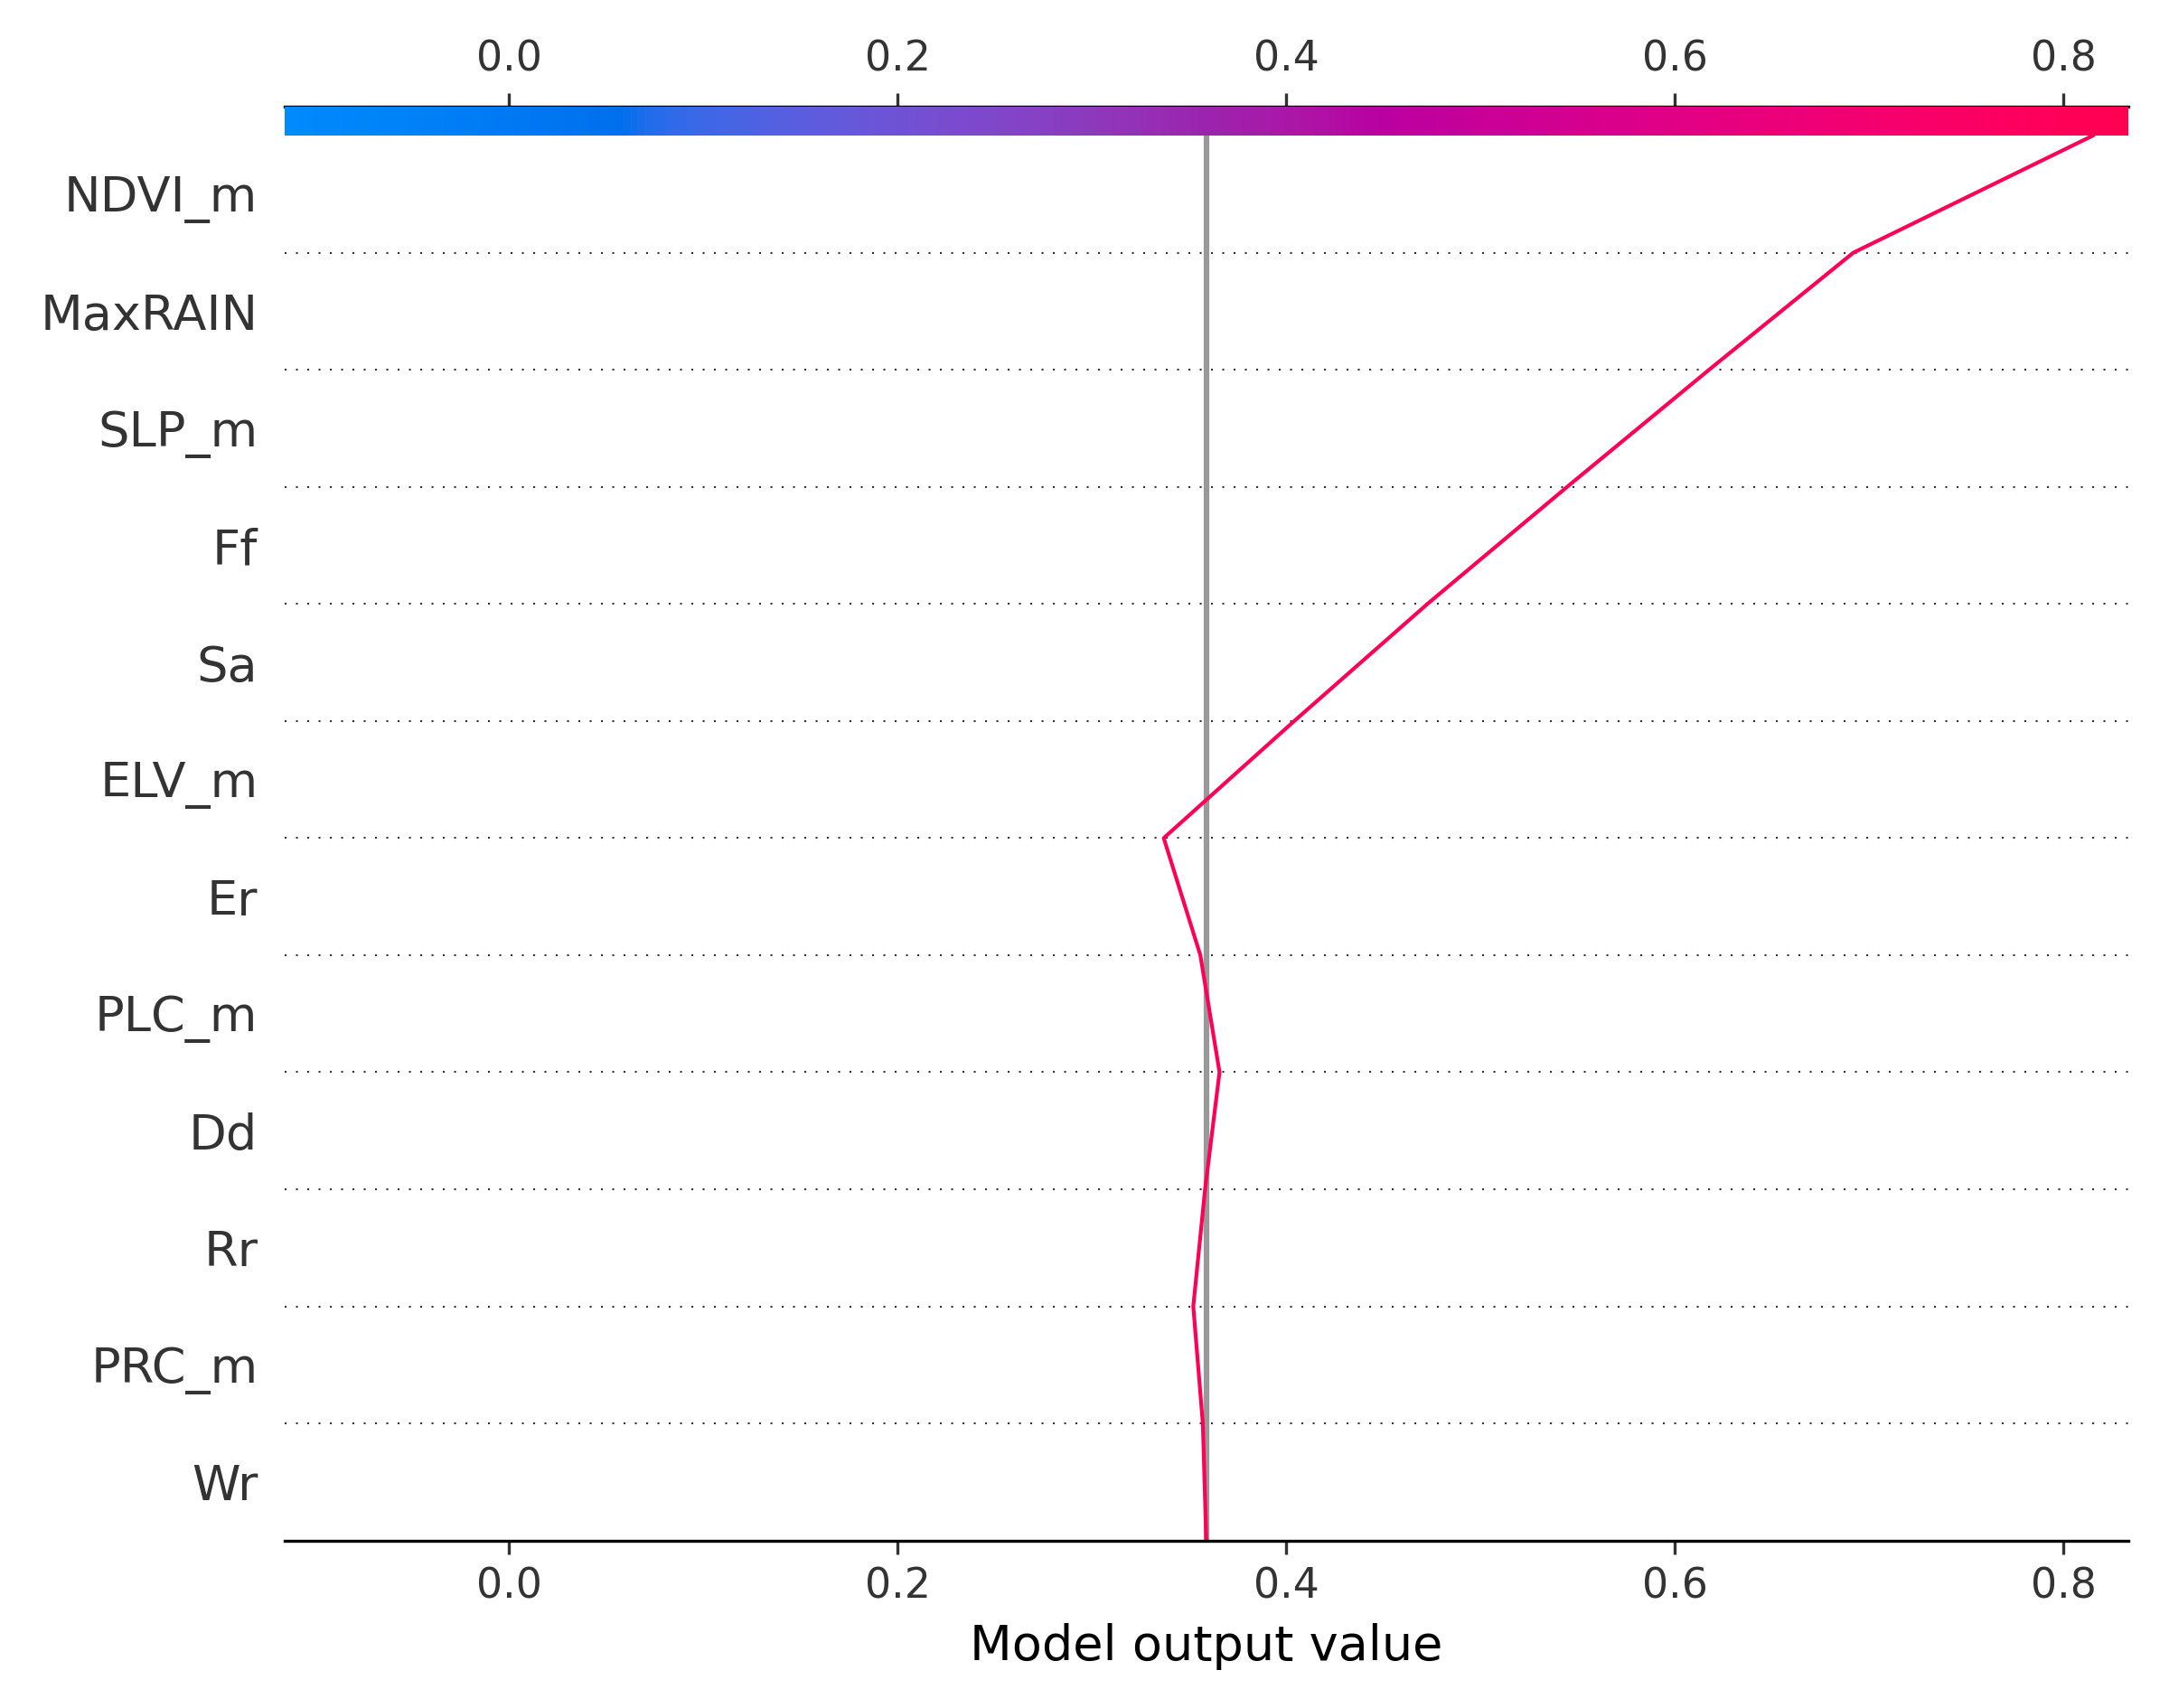 0.0 0.2 0.4 0.6 0.8
NDVI_m
MaxRAIN
SLP_m
Ff
Sa
ELV_m
Er
PLC_m
Dd
Rr
PRC_m
Wr
0.0 0.2 0.4 0.6 0.8
Model output value